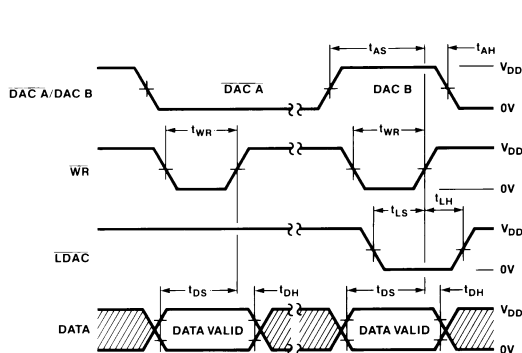 tAS
tAH
VDD
DAC A/DAC B
DAC A
DAC B
0V
tWR
tWR
VDD
WR
0V
tLS
tLH
VDD
LDAC
0V
tDS
tDH
tDS
tDH
VDD
DATA
DATA VALID
DATA VALID
0V